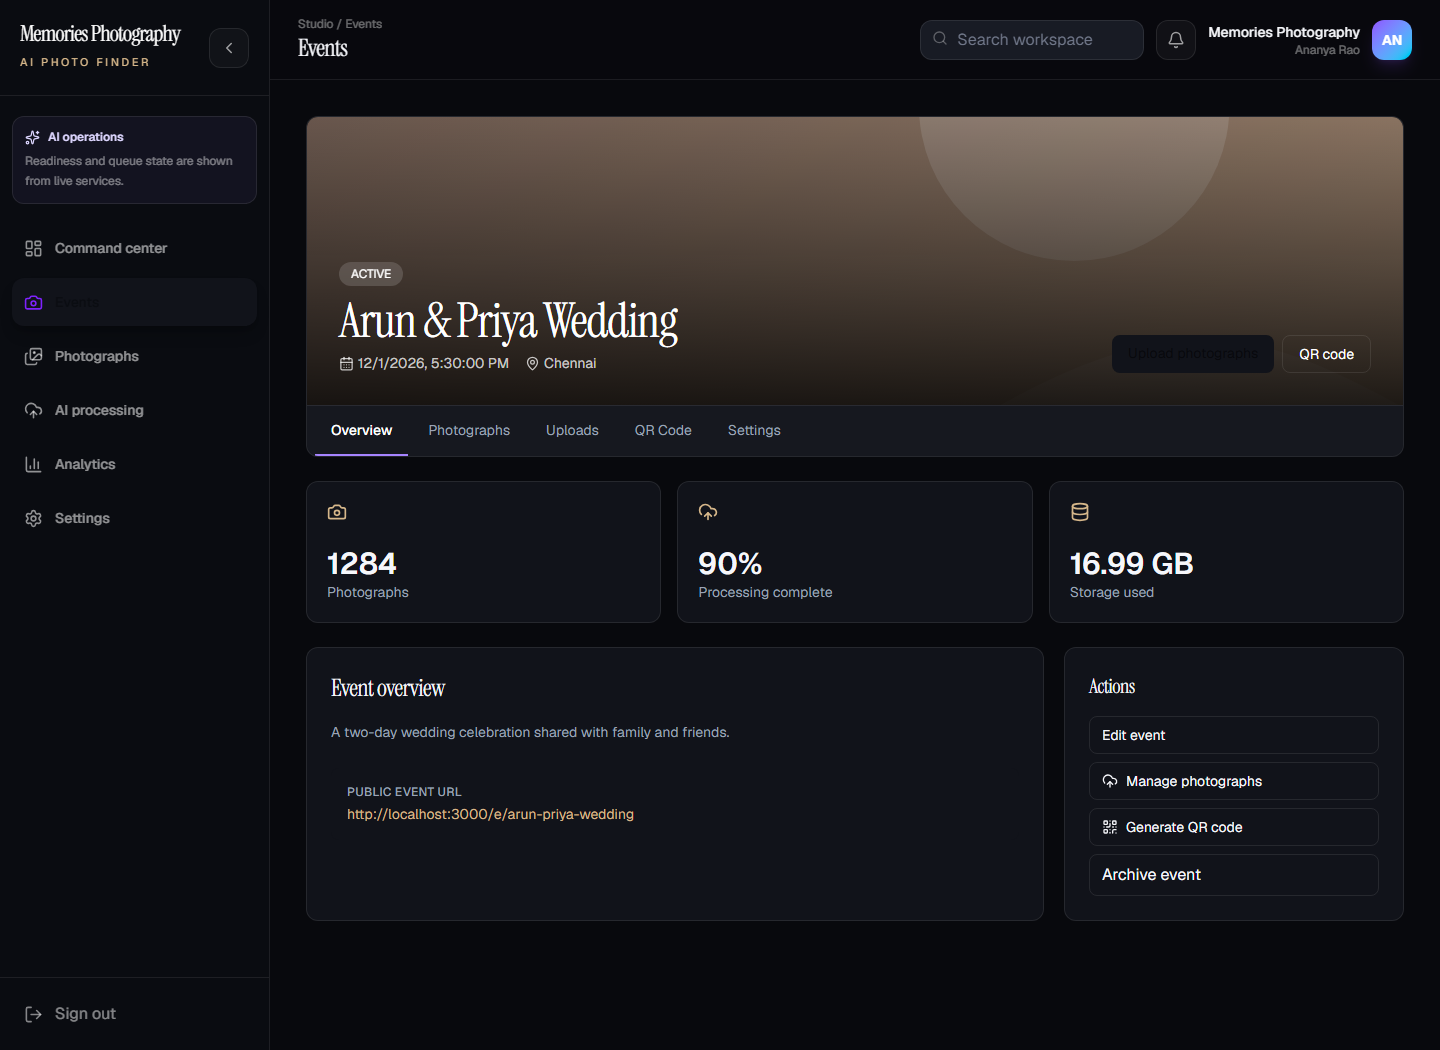 Memories Photography
AI PHOTO FINDER
AI operations
Readiness and queue state are shown
from live services.
Command center
Events
Photographs
AI processing
Analytics
Settings
Sign out
Studio / Events
Events
Search workspace
Memories Photography
Ananya Rao
AN
ACTIVE
Arun & Priya Wedding
12/1/2026, 5:30:00 PM
Chennai
Upload photographs
QR code
Overview
Photographs
Uploads
QR Code
Settings
1284
Photographs
90%
Processing complete
16.99 GB
Storage used
Event overview
A two-day wedding celebration shared with family and friends.
PUBLIC EVENT URL
http://localhost:3000/e/arun-priya-wedding
Actions
Edit event
Manage photographs
Generate QR code
Archive event